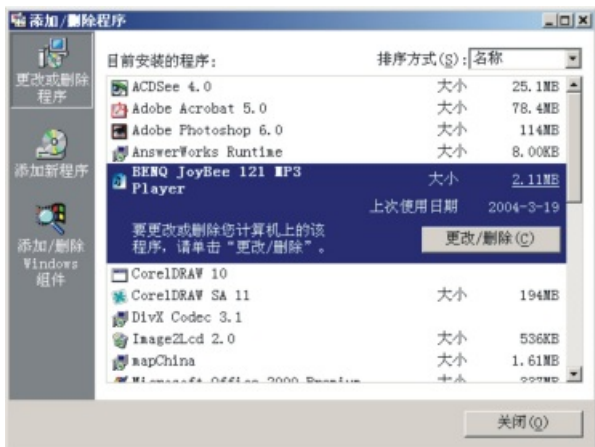 添加/删除程序
更改或删除
程序
添加新程序
添加/删除
Windows
组件
目前安装的程序: 排序方式(S): 名称
ACDSee 4.0 大小 25.1MB
Adobe Acrobat 5.0 大小 78.4MB
Adobe Photoshop 6.0 大小 114MB
AnswerWorks Runtime 大小 8.00KB
BENQ JoyBee 121 MP3
Player 大小 2.11MB
上次使用日期 2004-3-19
要更改或删除您计算机上的该
程序，请单击“更改/删除”。 更改/删除(C)
CorelDRAW 10
CorelDRAW SA 11 大小 194MB
DivX Codec 3.1
Image2Lcd 2.0 大小 536KB
mapChina 大小 1.61MB
Microsoft Office 2000 Premium 大小
关闭(O)